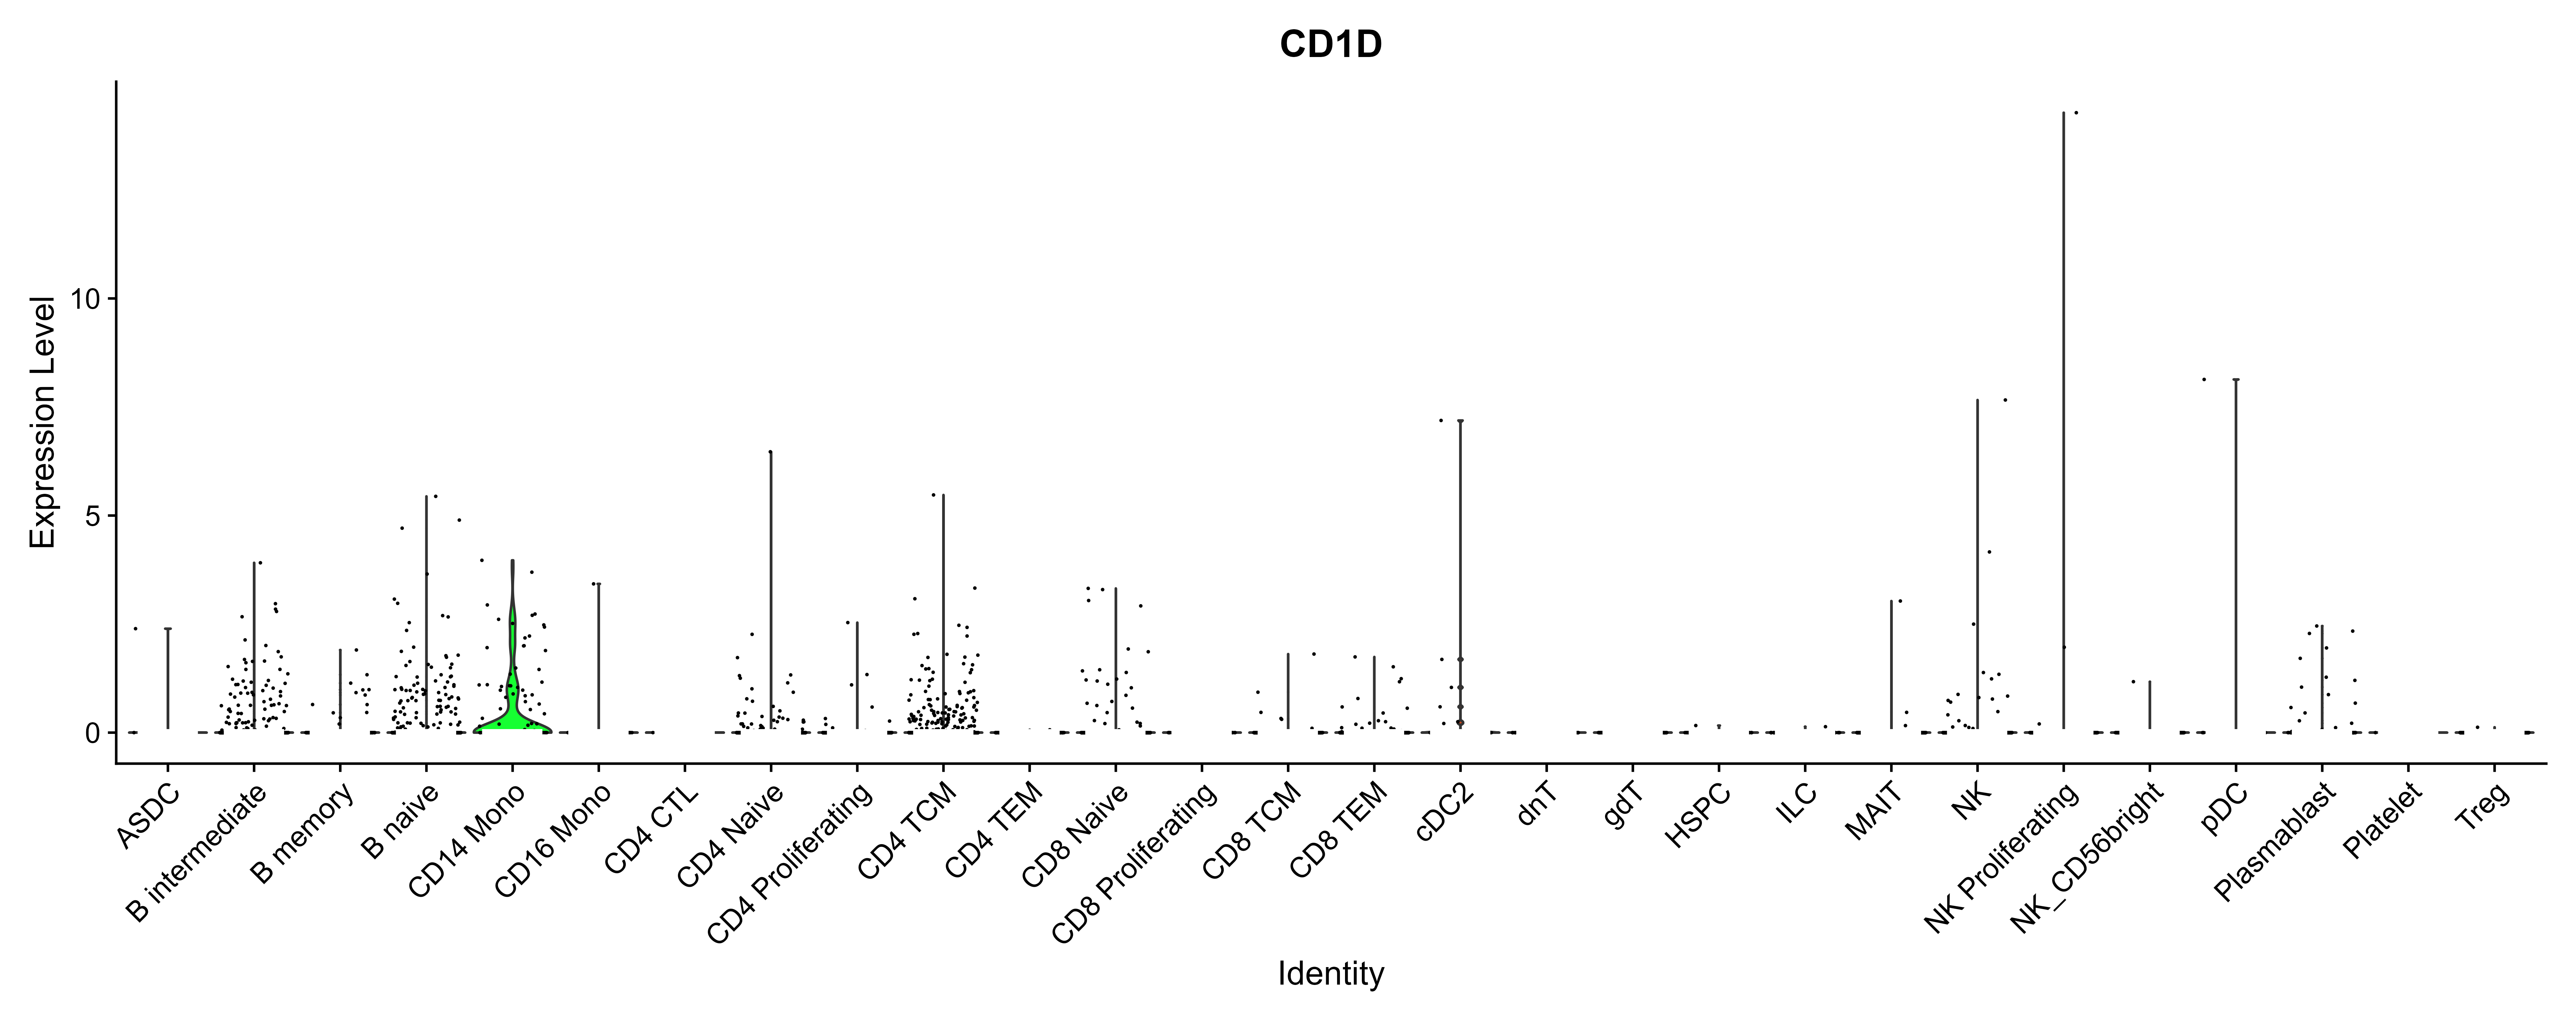 CD1D
Expression Level
10
5
0
ASDC
B intermediate
B memory
B naive
CD14 Mono
CD16 Mono
CD4 CTL
CD4 Naive
CD4 Proliferating
CD4 TCM
CD4 TEM
CD8 Naive
CD8 Proliferating
CD8 TCM
CD8 TEM
cDC2
dnT
gdT
HSPC
ILC
MAIT
NK
NK Proliferating
NK_CD56bright
pDC
Plasmablast
Platelet
Treg
Identity